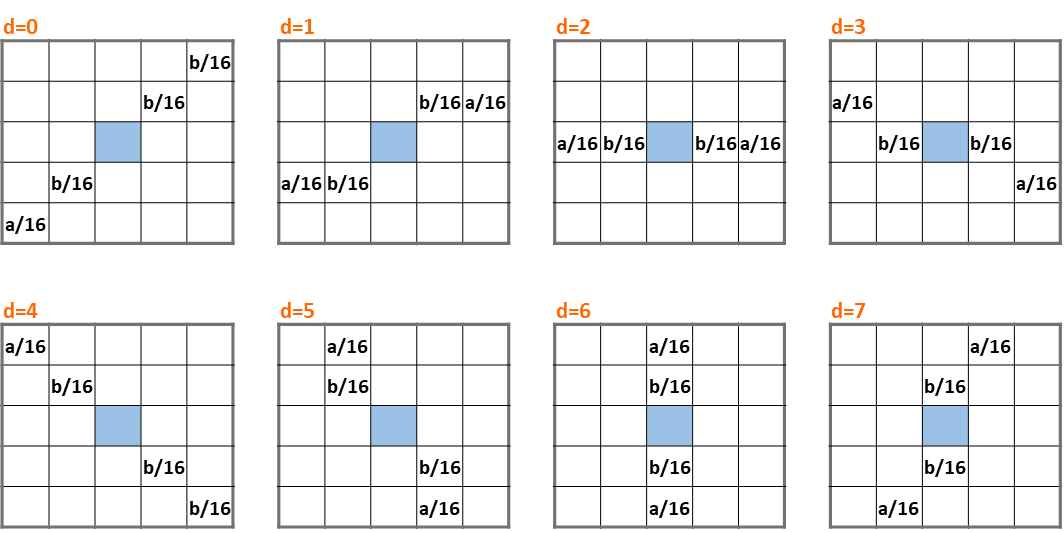 d=0 d=1 d=2 d=3
b/16
b/16 b/16 a/16 a/16
a/16 b/16 b/16 a/16 b/16 b/16
b/16 a/16 b/16 a/16
a/16
d=4 d=5 d=6 d=7
a/16 a/16 a/16 a/16
b/16 b/16 b/16 b/16
b/16 b/16 b/16 b/16
b/16 a/16 a/16 a/16